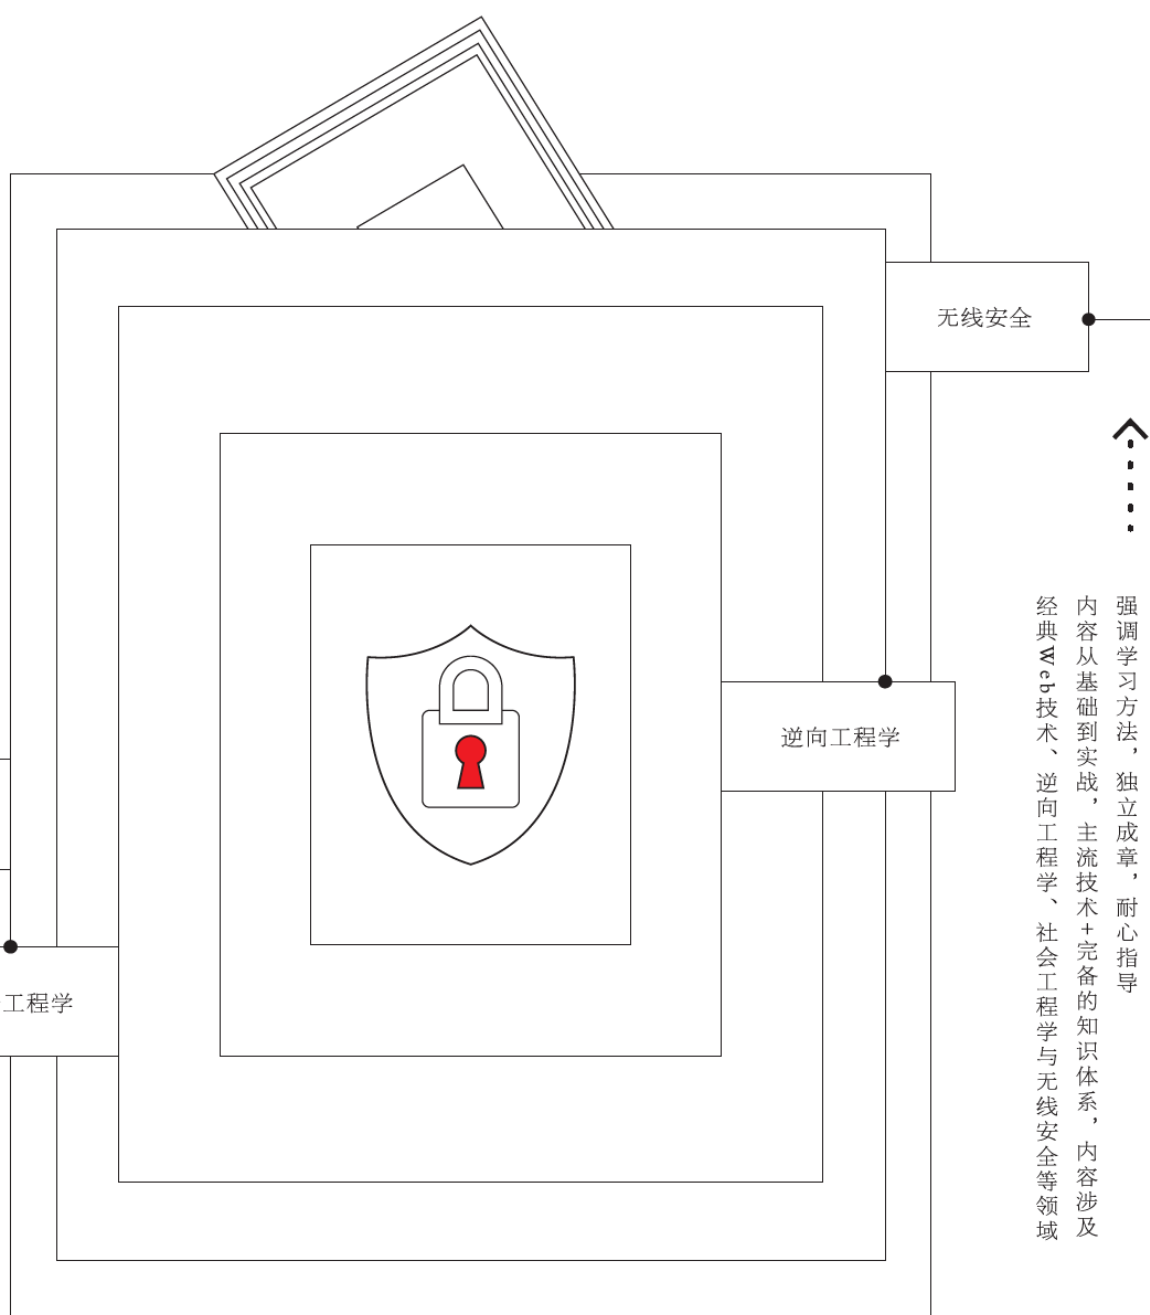 无线安全
逆向工程学
工程学
强调学习方法，独立成章，耐心指导
内容从基础到实战，主流技术+完备的知识体系，内容涉及
经典Web技术、逆向工程学、社会工程学与无线安全等领域